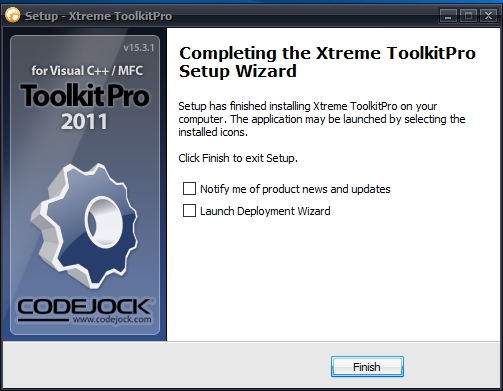 Setup - Xtreme ToolkitPro
v15.3.1
for Visual C++ / MFC
ToolkitPro
2011
CODEJOCK
www.codejock.com
Completing the Xtreme ToolkitPro
Setup Wizard
Setup has finished installing Xtreme ToolkitPro on your
computer. The application may be launched by selecting the
installed icons.
Click Finish to exit Setup.
Notify me of product news and updates
Launch Deployment Wizard
Finish